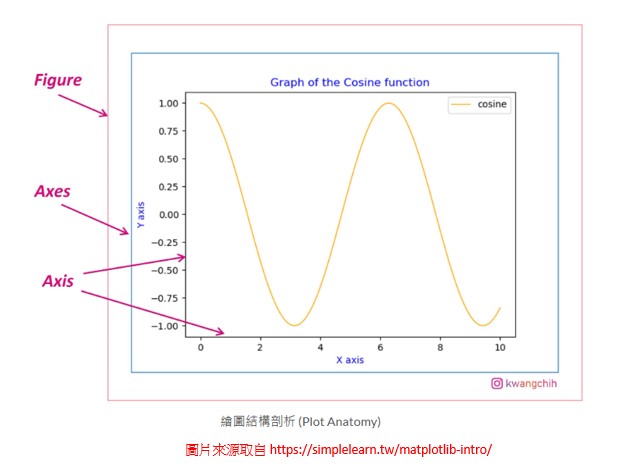 Figure
Axes
Axis
Graph of the Cosine function
cosine
1.00
0.75
0.50
0.25
0.00
−0.25
−0.50
−0.75
−1.00
Y axis
0 2 4 6 8 10
X axis
kwangchih
繪圖結構剖析 (Plot Anatomy)
圖片來源取自 https://simplelearn.tw/matplotlib-intro/